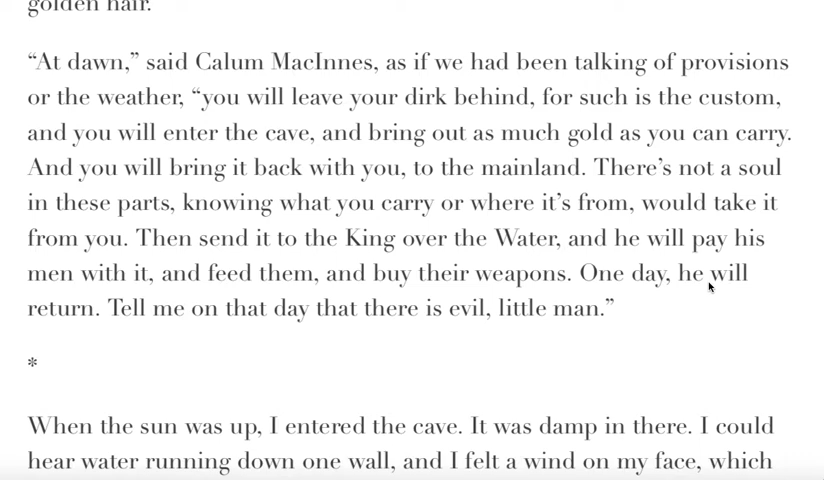 golden hair.
“At dawn,” said Calum MacInnes, as if we had been talking of provisions
or the weather, “you will leave your dirk behind, for such is the custom,
and you will enter the cave, and bring out as much gold as you can carry.
And you will bring it back with you, to the mainland. There’s not a soul
in these parts, knowing what you carry or where it’s from, would take it
from you. Then send it to the King over the Water, and he will pay his
men with it, and feed them, and buy their weapons. One day, he will
return. Tell me on that day that there is evil, little man.”
*
When the sun was up, I entered the cave. It was damp in there. I could
hear water running down one wall, and I felt a wind on my face, which